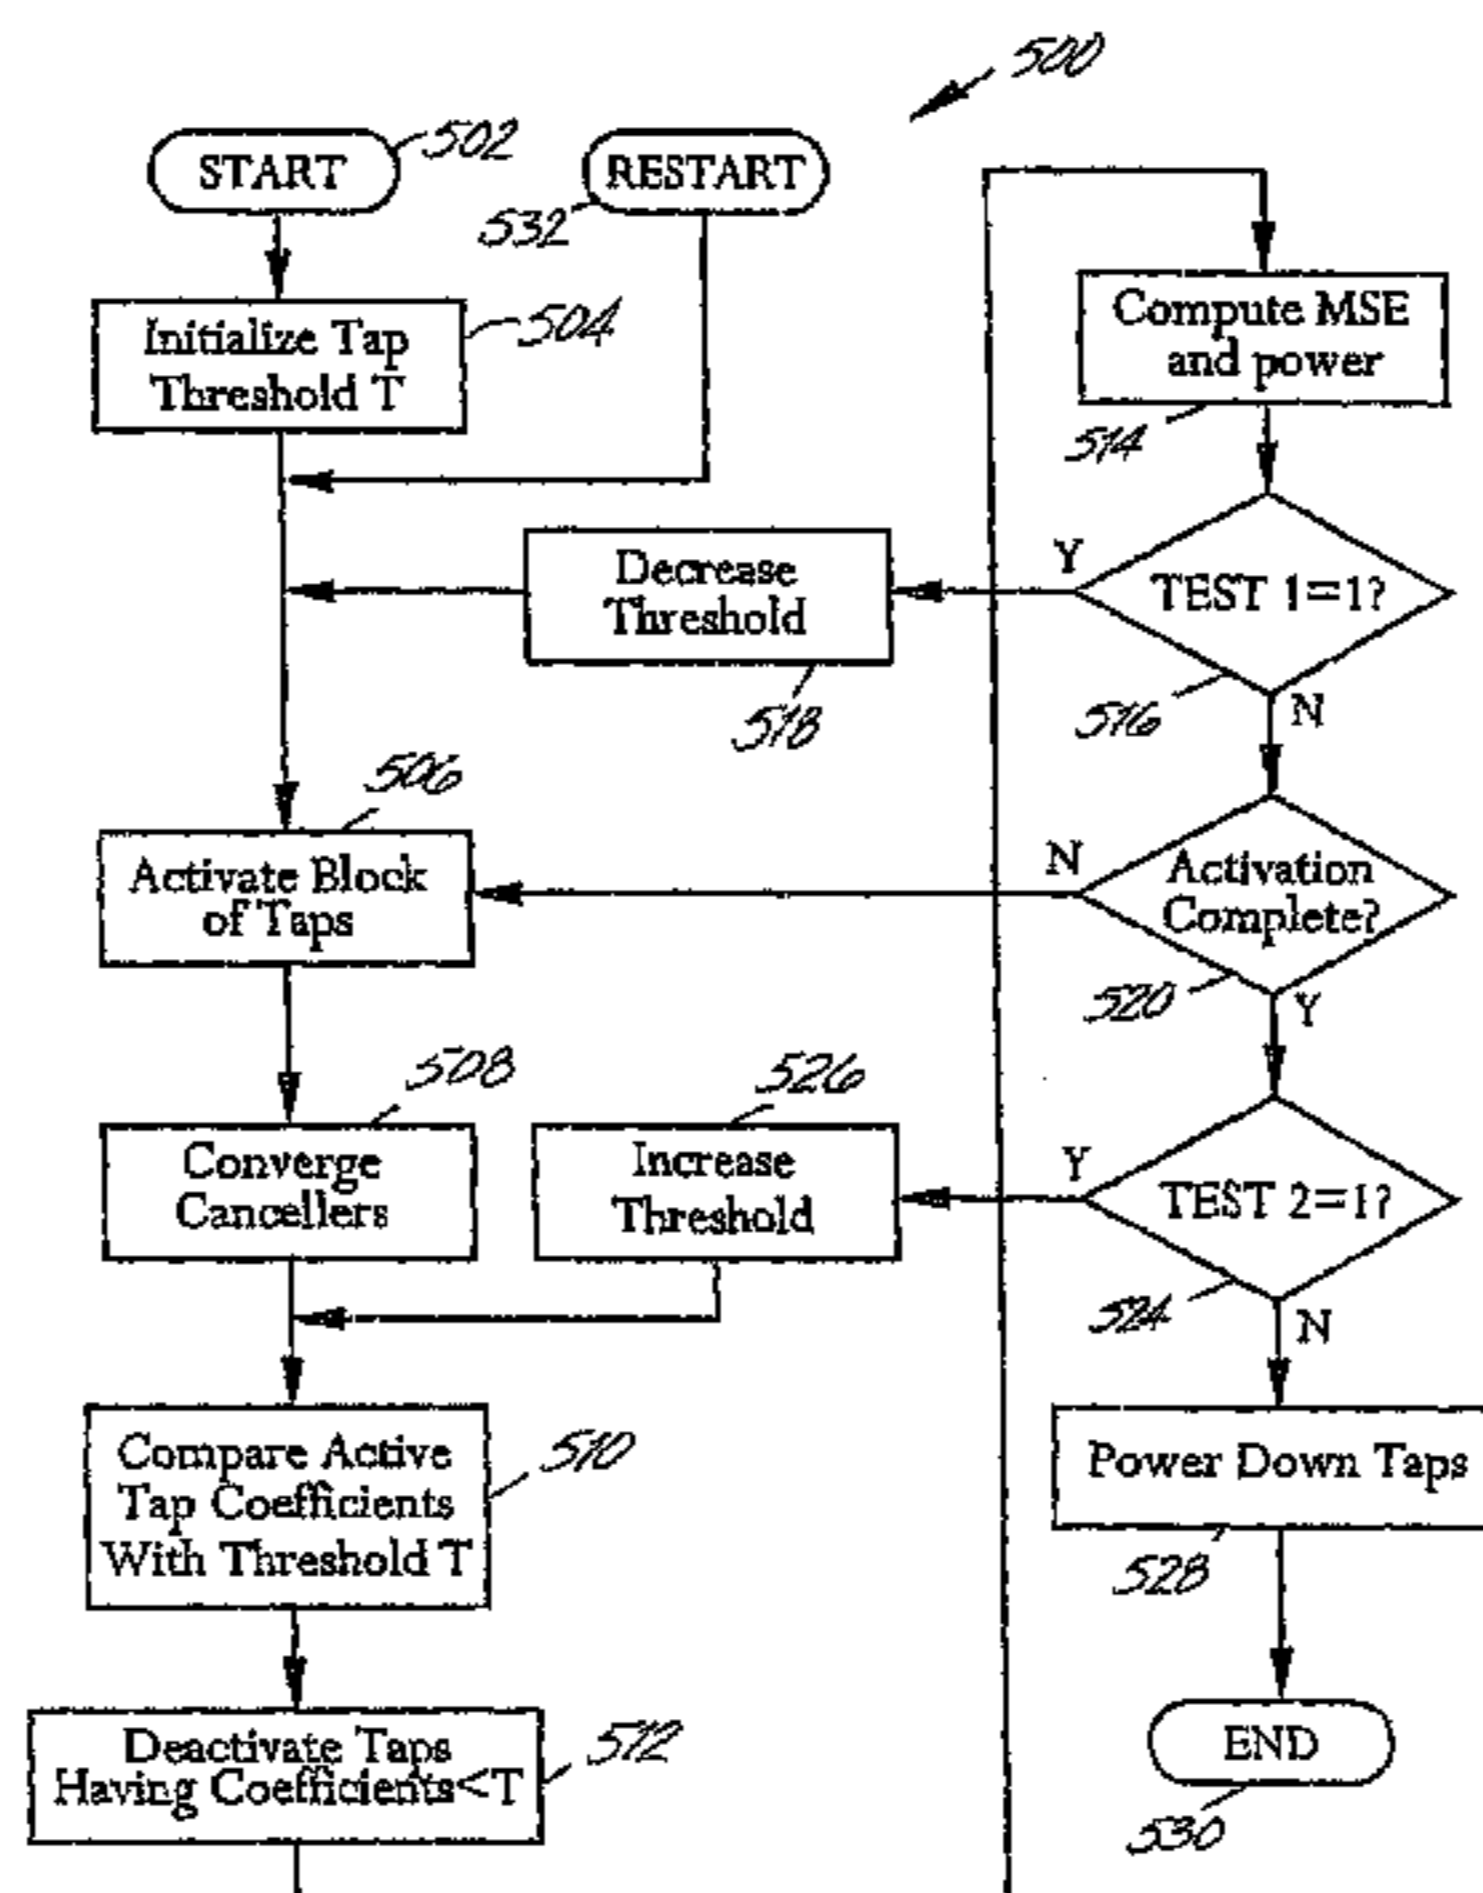 500
START
502
RESTART
532
Initialize Tap
Threshold T
504
Compute MSE
and power
514
Decrease
Threshold
518
Y
TEST 1=1?
516
N
506
Activate Block
of Taps
N
Activation
Complete?
520
Y
508
Converge
Cancellers
526
Increase
Threshold
Y
TEST 2=1?
524
N
Compare Active
Tap Coefficients
With Threshold T
510
Power Down Taps
528
Deactivate Taps
Having Coefficients<T
512
END
530